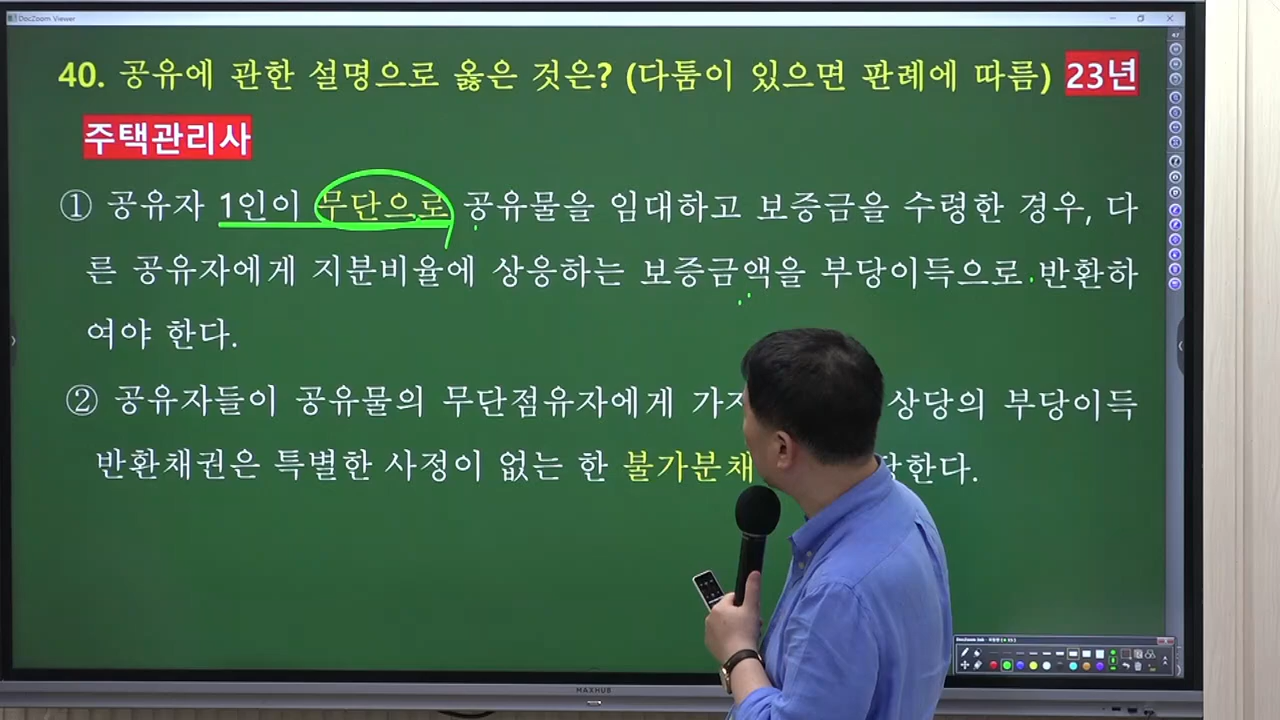 DocZoom Viewer
40. 공유에 관한 설명으로 옳은 것은? (다툼이 있으면 판례에 따름) 23년
주택관리사
① 공유자 1인이 무단으로 공유물을 임대하고 보증금을 수령한 경우, 다
른 공유자에게 지분비율에 상응하는 보증금액을 부당이득으로 반환하
여야 한다.
② 공유자들이 공유물의 무단점유자에게 상당의 부당이득
반환채권은 특별한 사정이 없는 한 불가분채
MAXHUB